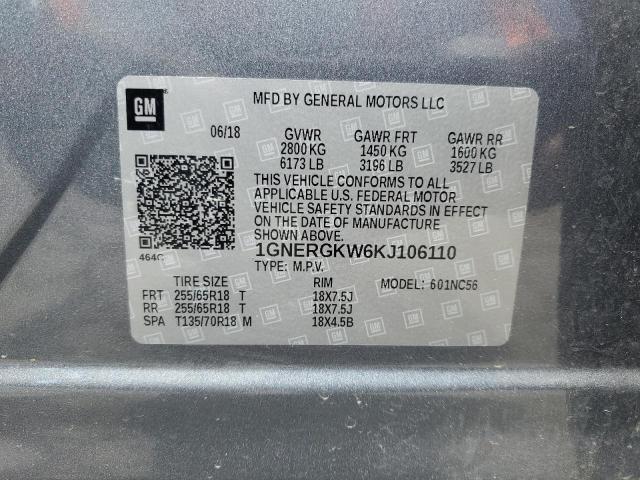 GM
MFD BY GENERAL MOTORS LLC
06/18 GVWR GAWR FRT GAWR RR
2800 KG 1450 KG 1600 KG
6173 LB 3196 LB 3527 LB
THIS VEHICLE CONFORMS TO ALL
APPLICABLE U.S. FEDERAL MOTOR
VEHICLE SAFETY STANDARDS IN EFFECT
ON THE DATE OF MANUFACTURE
SHOWN ABOVE.
464C
1GNERGKW6KJ106110
TYPE: M.P.V.
TIRE SIZE RIM MODEL: 601NC56
FRT 255/65R18 T 18X7.5J
RR 255/65R18 T 18X7.5J
SPA T135/70R18 M 18X4.5B